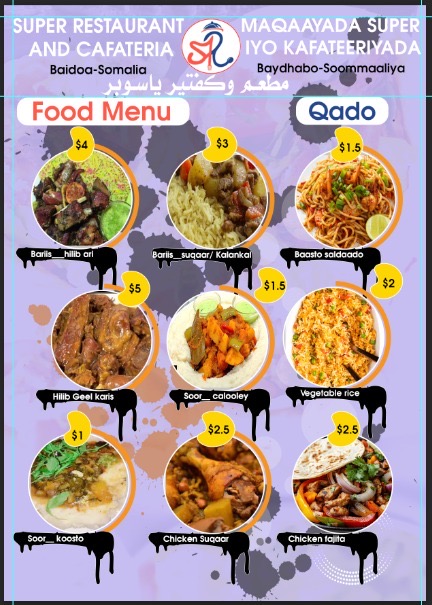 SUPER RESTAURANT
AND CAFATERIA
MAQAAYADA SUPER
IYO KAFATEERIYADA
Baidoa-Somalia
Baydhabo-Soommaaliya
مطعم وكفتير ياسوبر
Food Menu
Qado
$4
$3
$1.5
Bariis__hilib ari
Bariis__suqaar/ Kalankal
Baasto saldaado
$5
$1.5
$2
Hilib Geel karis
Soor__ calooley
Vegetable rice
$1
$2.5
$2.5
Soor__ koosto
Chicken Suqaar
Chicken fajita